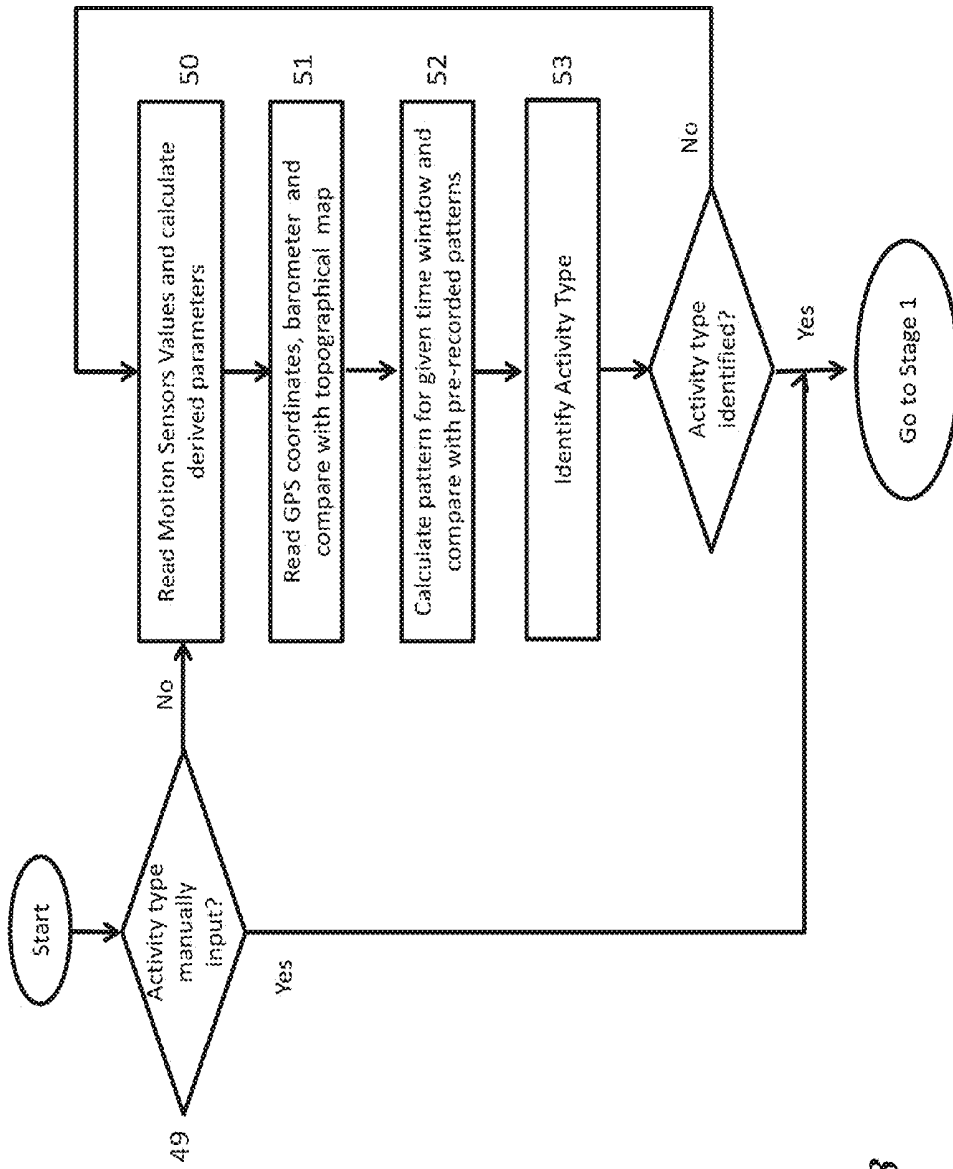 Start
49
Activity type
manually
input?
No
Yes
Read Motion Sensors Values and calculate
derived parameters
50
Read GPS coordinates, barometer and
compare with topographical map
51
Calculate pattern for given time window and
compare with pre-recorded patterns
52
Identify Activity Type
53
Activity type
identified?
No
Yes
Go to Stage 1